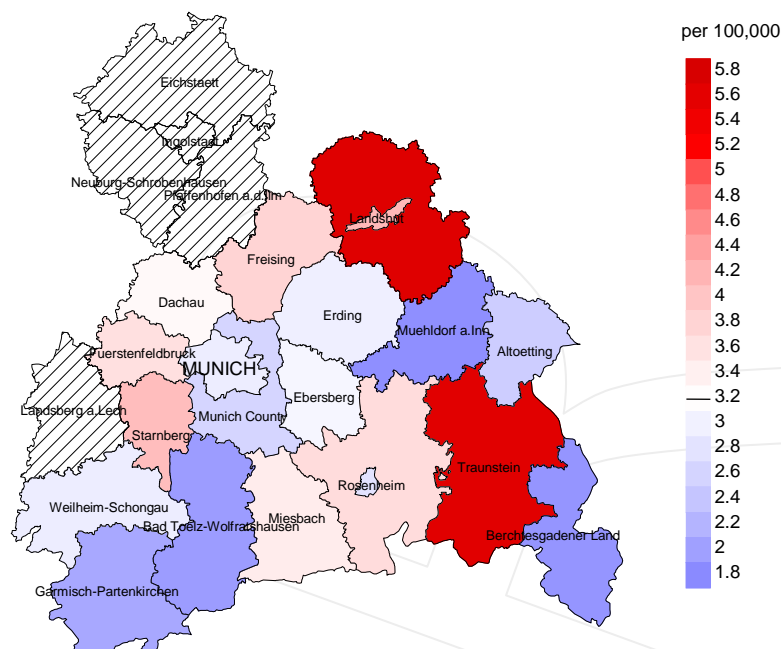 per 100,000
5.8
5.6
5.4
5.2
5
4.8
4.6
4.4
4.2
4
3.8
3.6
3.4
3.2
3
2.8
2.6
2.4
2.2
2
1.8
Eichstaett
Ingolstadt
Neuburg-Schrobenhausen
Pfaffenhofen a.d.Ilm
Landshut
Freising
Dachau
Erding
Muehldorf a.Inn
Altoetting
Fuerstenfeldbruck
MUNICH
Ebersberg
Landsberg a.Lech
Munich County
Starnberg
Traunstein
Rosenheim
Weilheim-Schongau
Miesbach
Bad Toelz-Wolfratshausen
Berchtesgadener Land
Garmisch-Partenkirchen